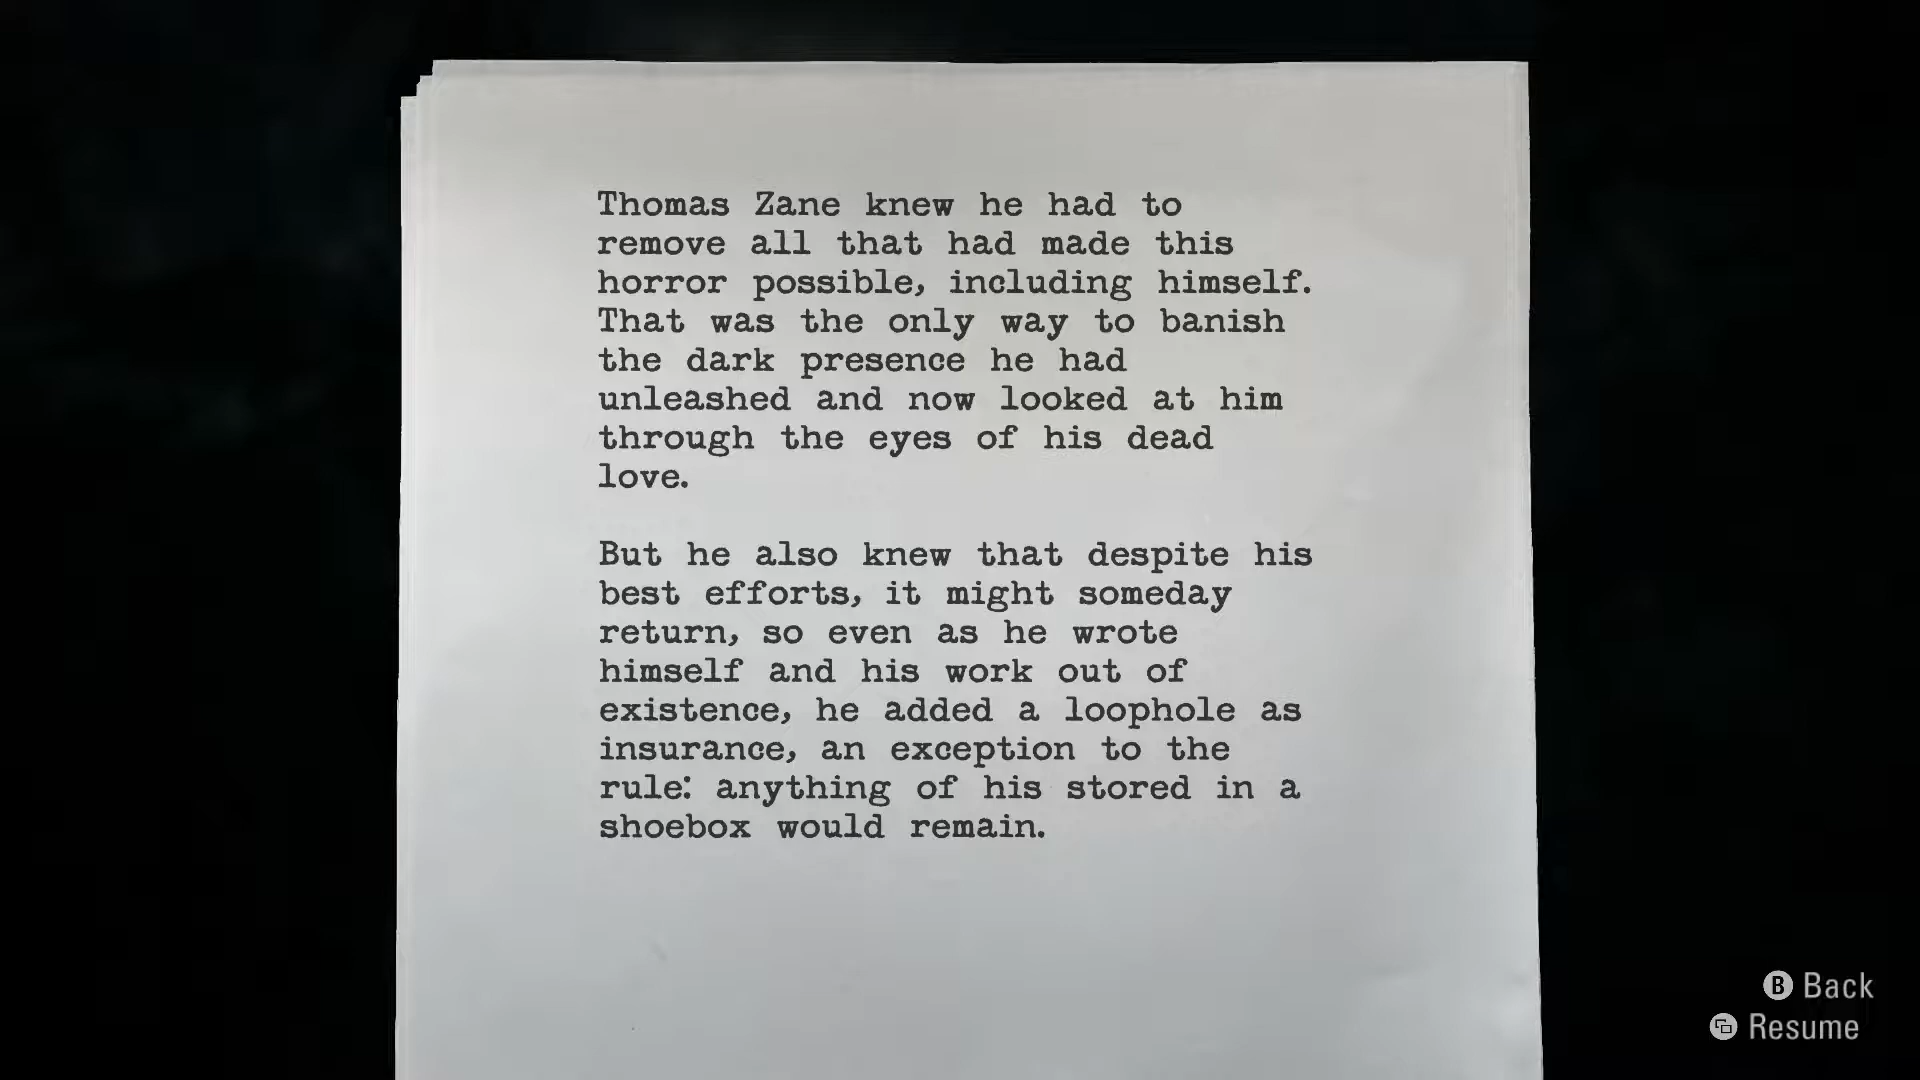 Thomas Zane knew he had to
remove all that had made this
horror possible, including himself.
That was the only way to banish
the dark presence he had
unleashed and now looked at him
through the eyes of his dead
love.
But he also knew that despite his
best efforts, it might someday
return, so even as he wrote
himself and his work out of
existence, he added a loophole as
insurance, an exception to the
rule: anything of his stored in a
shoebox would remain.
B Back
Resume